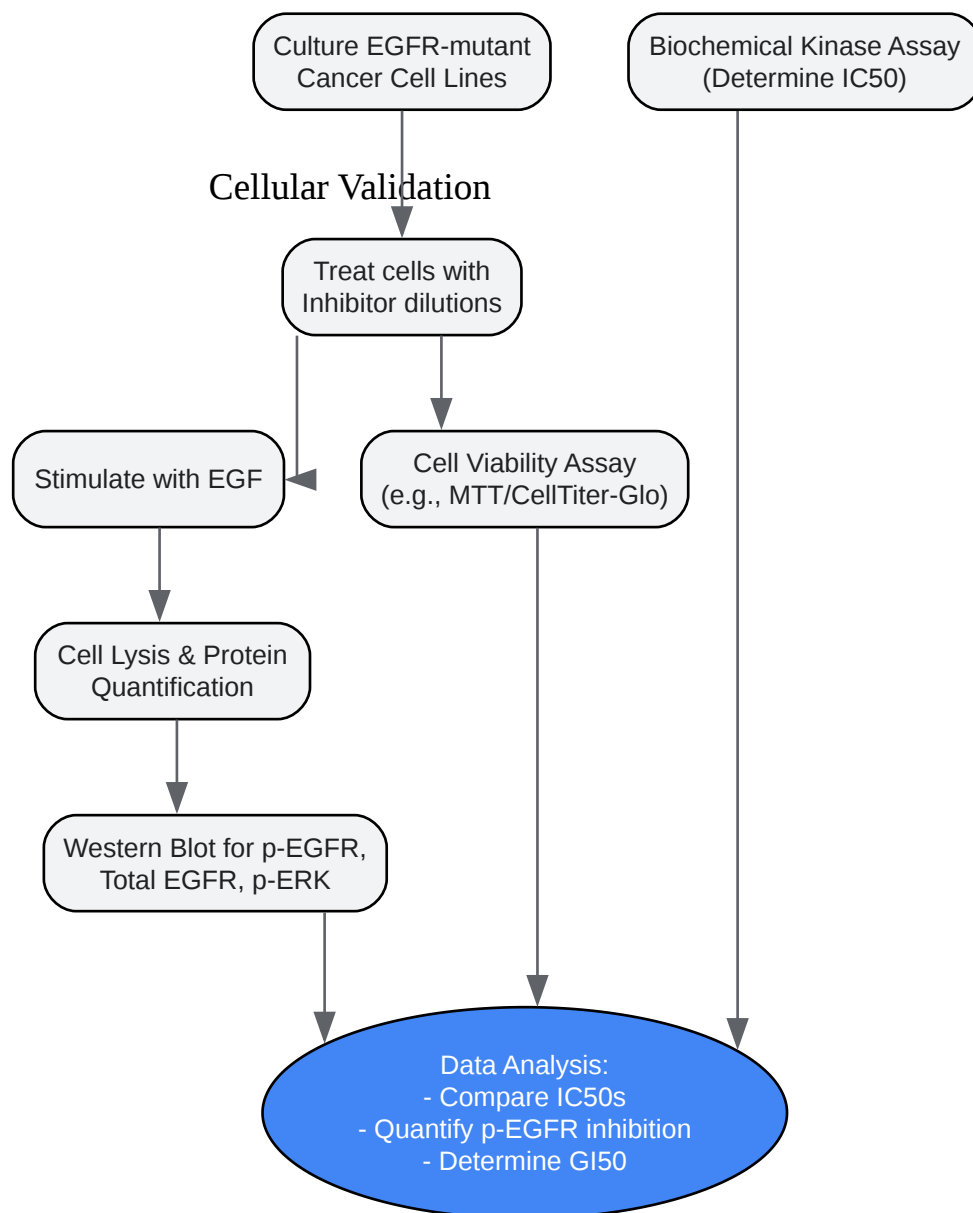 Culture EGFR-mutant
Cancer Cell Lines
Biochemical Kinase Assay
(Determine IC50)
Cellular Validation
Treat cells with
Inhibitor dilutions
Stimulate with EGF
Cell Viability Assay
(e.g., MTT/CellTiter-Glo)
Cell Lysis & Protein
Quantification
Western Blot for p-EGFR,
Total EGFR, p-ERK
Data Analysis:
- Compare IC50s
- Quantify p-EGFR inhibition
- Determine GI50